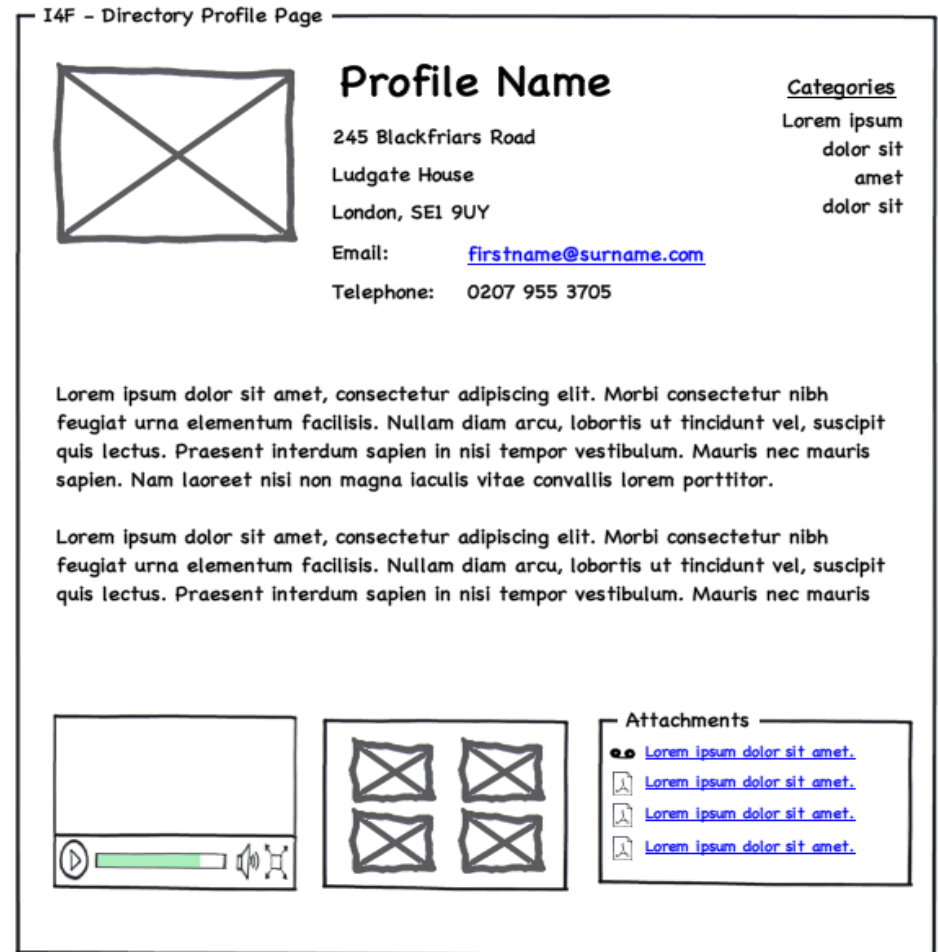 I4F - Directory Profile Page
Profile Name
245 Blackfriars Road
Ludgate House
London, SE1 9UY
Email: firstname@surname.com
Telephone: 0207 955 3705
Categories
Lorem ipsum
dolor sit
amet
dolor sit
Lorem ipsum dolor sit amet, consectetur adipiscing elit. Morbi consectetur nibh
feugiat urna elementum facilisis. Nullam diam arcu, lobortis ut tincidunt vel, suscipit
quis lectus. Praesent interdum sapien in nisi tempor vestibulum. Mauris nec mauris
sapien. Nam laoreet nisi non magna iaculis vitae convallis lorem porttitor.
Lorem ipsum dolor sit amet, consectetur adipiscing elit. Morbi consectetur nibh
feugiat urna elementum facilisis. Nullam diam arcu, lobortis ut tincidunt vel, suscipit
quis lectus. Praesent interdum sapien in nisi tempor vestibulum. Mauris nec mauris
Attachments
Lorem ipsum dolor sit amet.
Lorem ipsum dolor sit amet.
Lorem ipsum dolor sit amet.
Lorem ipsum dolor sit amet.